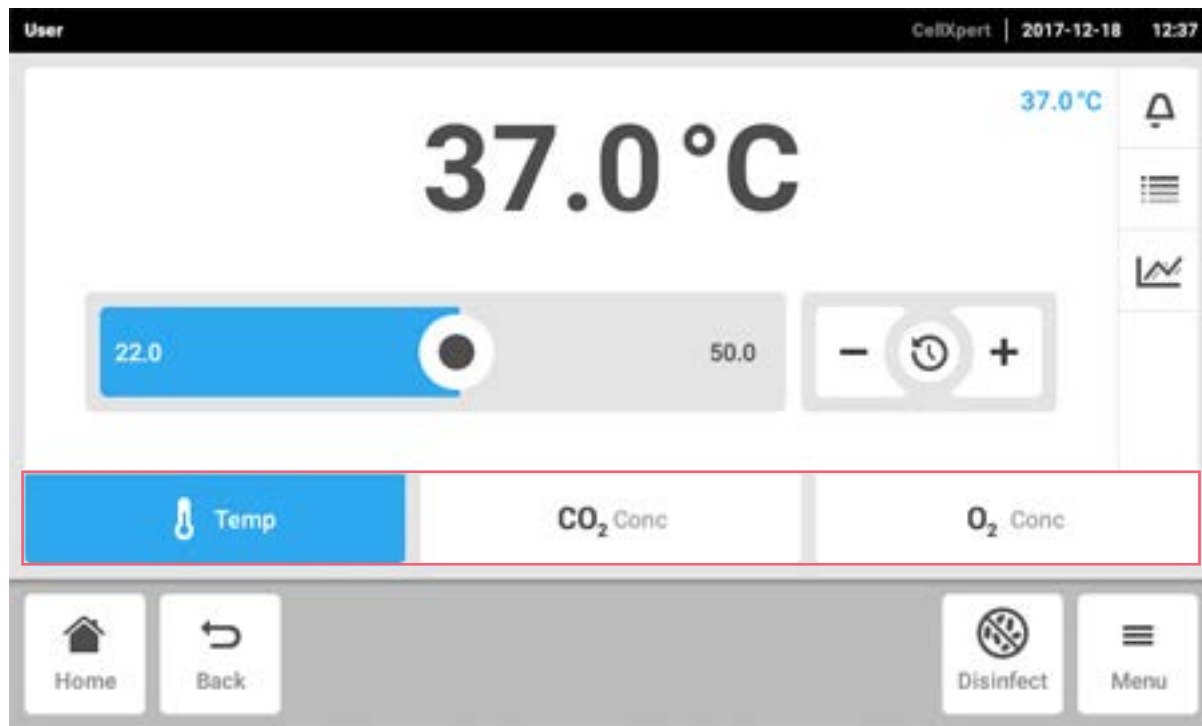 User CellXpert | 2017-12-18 12:37
37.0°C
37.0°C
22.0 50.0 − +
Temp CO₂ Conc O₂ Conc
Home Back Disinfect Menu